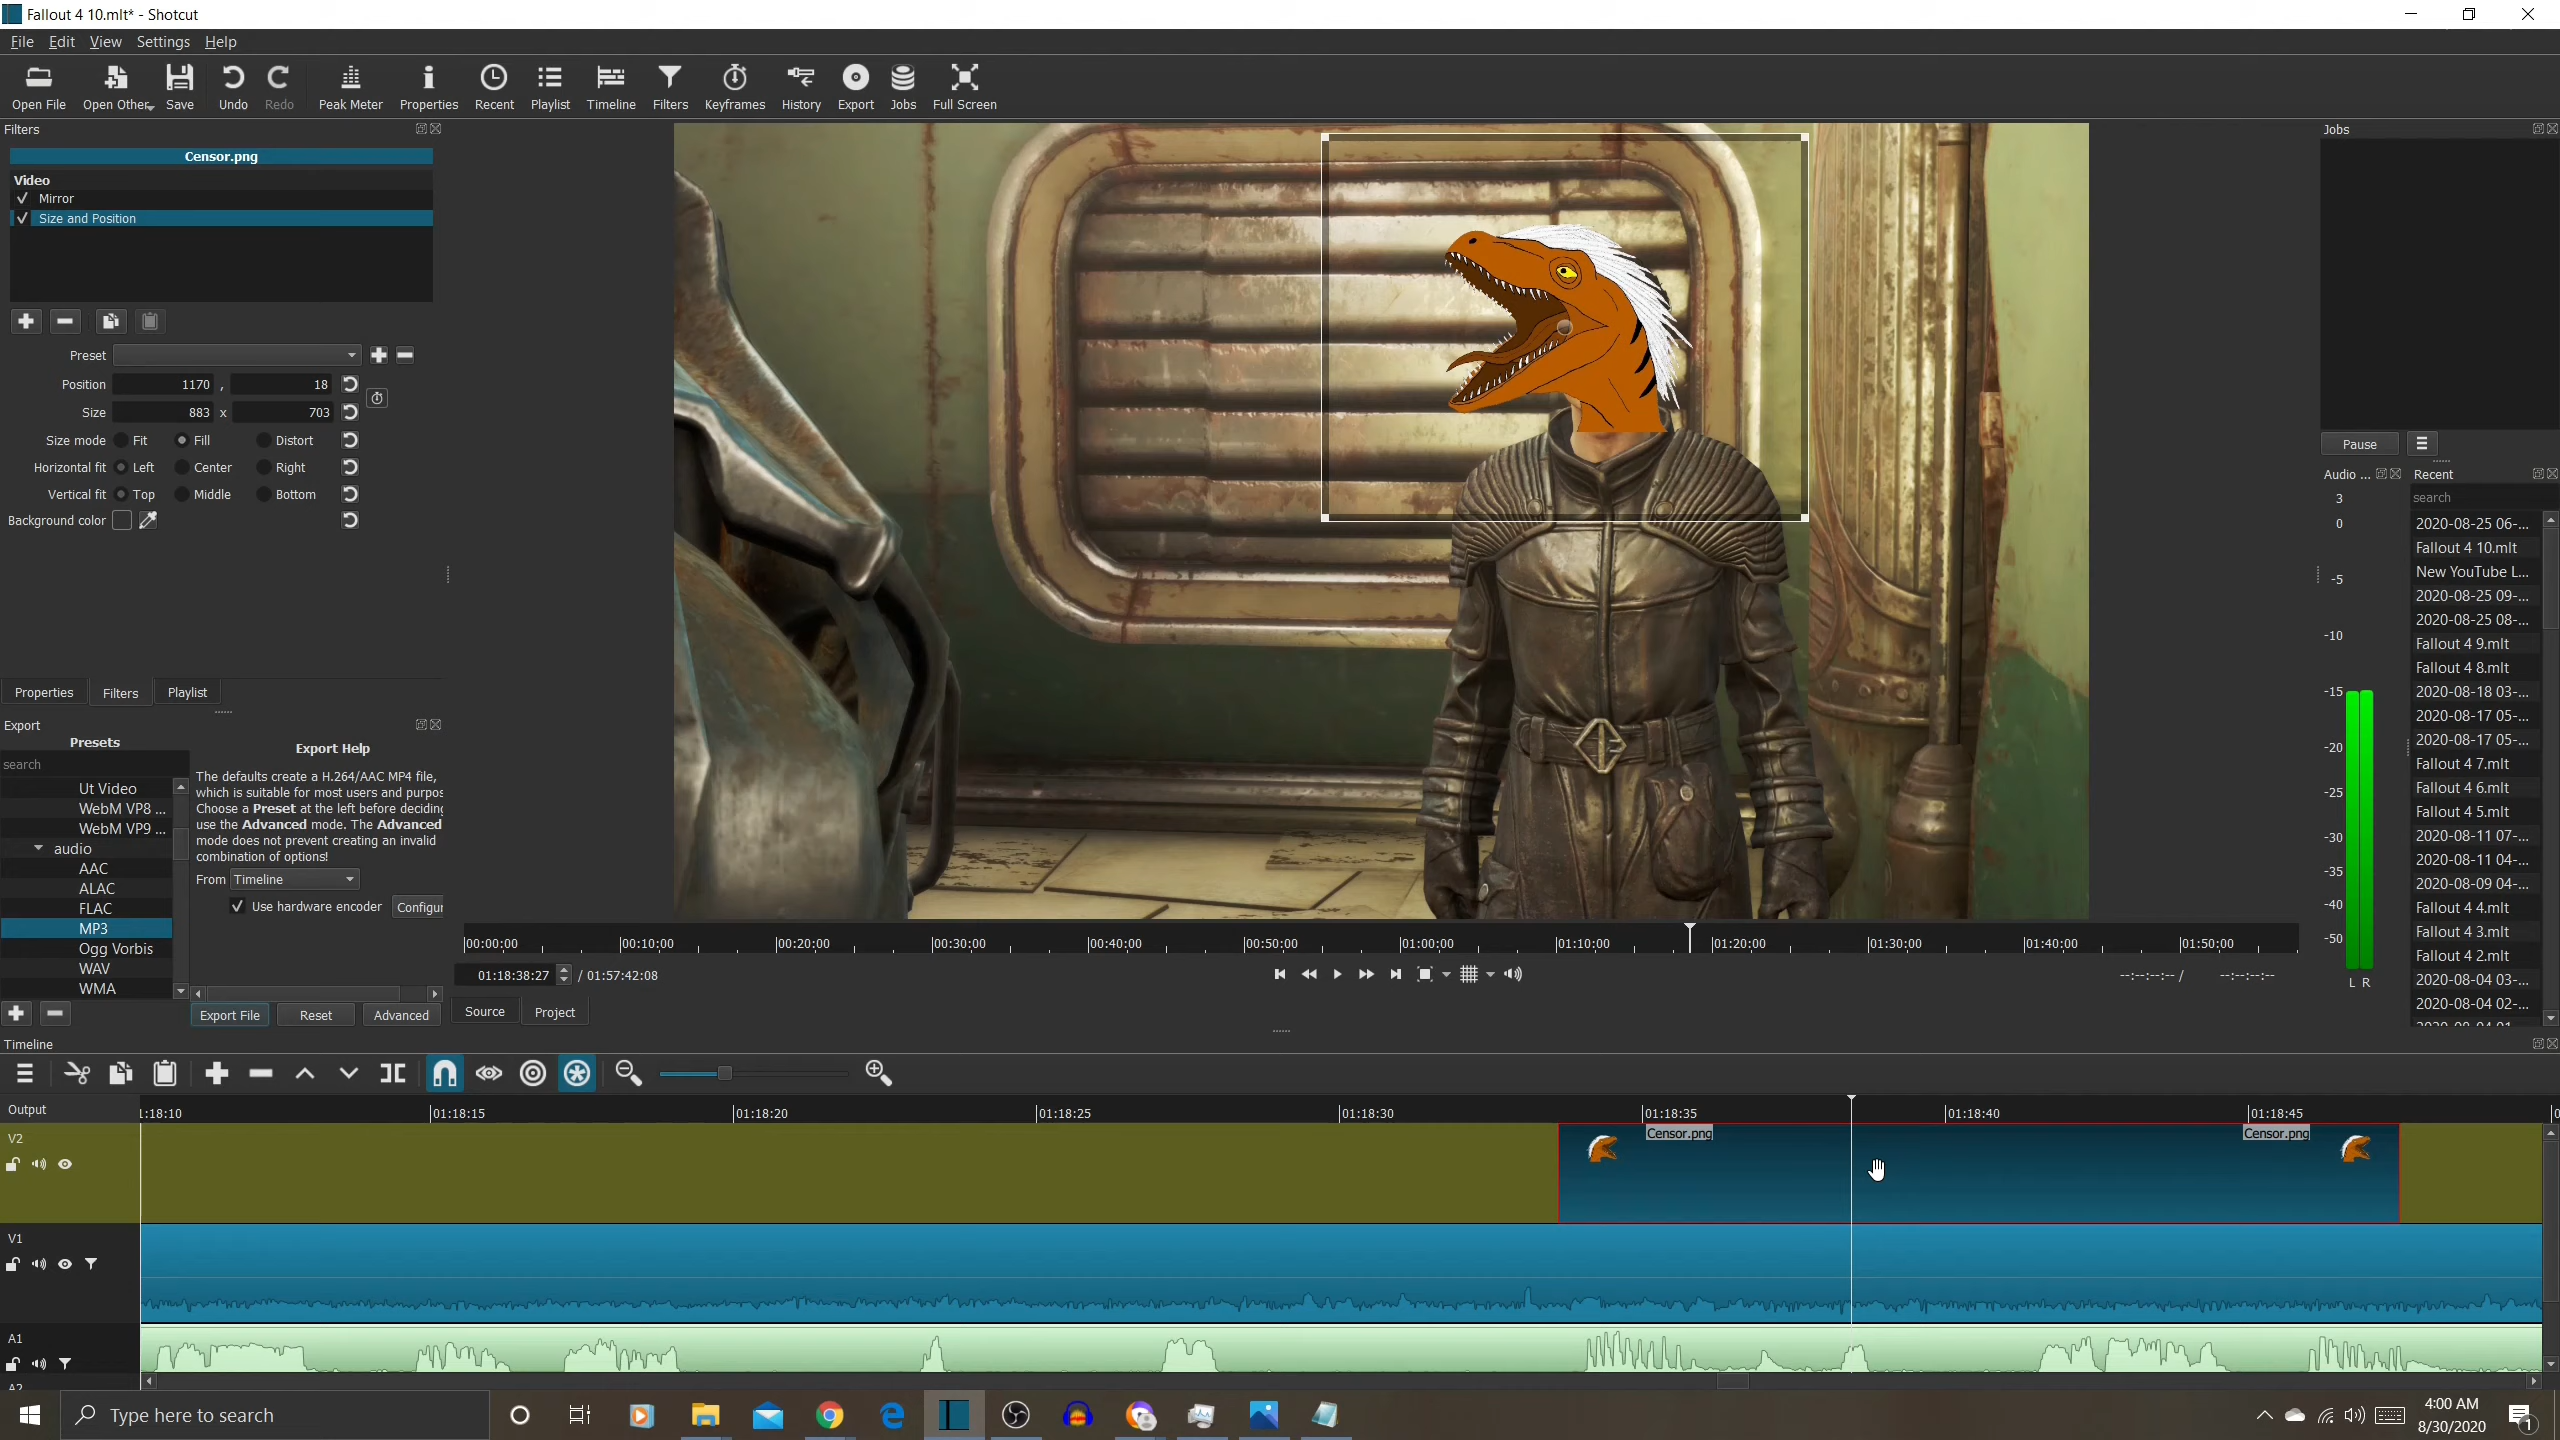 Fallout 4 10.mlt* - Shotcut
File Edit View Settings Help
Open File Open Other Save Undo Redo Peak Meter Properties Recent Playlist Timeline Filters Keyframes History Export Jobs Full Screen
Filters
Censor.png
Video
Mirror
Size and Position
Preset
Position 1170 , 18
Size 883 x 703
Size mode Fit Fill Distort
Horizontal fit Left Center Right
Vertical fit Top Middle Bottom
Background color
Properties Filters Playlist
Export
Presets
search
Ut Video
WebM VP8 ...
WebM VP9 ...
audio
AAC
ALAC
FLAC
MP3
Ogg Vorbis
WAV
WMA
Export Help
The defaults create a H.264/AAC MP4 file,
which is suitable for most users and purpos
Choose a Preset at the left before deciding
use the Advanced mode. The Advanced
mode does not prevent creating an invalid
combination of options!
From Timeline
Use hardware encoder Configur
Export File Reset Advanced
00:00:00 00:10:00 00:20:00 00:30:00 00:40:00 00:50:00 01:00:00 01:10:00 01:20:00 01:30:00 01:40:00 01:50:00
01:18:38:27 / 01:57:42:08
--:--:--:-- / --:--:--:--
Source Project
Jobs
Pause
Audio ...
3
0
-5
-10
-15
-20
-25
-30
-35
-40
-50
L R
Recent
search
2020-08-25 06-...
Fallout 4 10.mlt
New YouTube L...
2020-08-25 09-...
2020-08-25 08-...
Fallout 4 9.mlt
Fallout 4 8.mlt
2020-08-18 03-...
2020-08-17 05-...
2020-08-17 05-...
Fallout 4 7.mlt
Fallout 4 6.mlt
Fallout 4 5.mlt
2020-08-11 07-...
2020-08-11 04-...
2020-08-09 04-...
Fallout 4 4.mlt
Fallout 4 3.mlt
Fallout 4 2.mlt
2020-08-04 03-...
2020-08-04 02-...
2020-08-04 01
Timeline
Output
1:18:10 01:18:15 01:18:20 01:18:25 01:18:30 01:18:35 01:18:40 01:18:45 0
V2
Censor.png Censor.png
V1
A1
A2
Type here to search
4:00 AM
8/30/2020
1